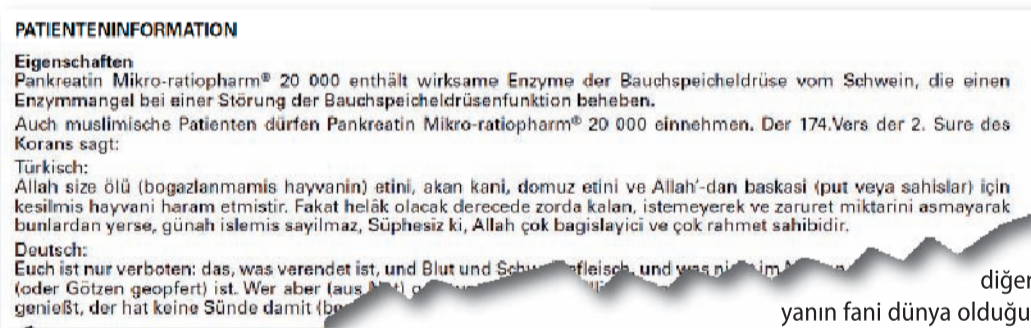 PATIENTENINFORMATION
Eigenschaften
Pankreatin Mikro-ratiopharm® 20 000 enthält wirksame Enzyme der Bauchspeicheldrüse vom Schwein, die einen
Enzymmangel bei einer Störung der Bauchspeicheldrüsenfunktion beheben.
Auch muslimische Patienten dürfen Pankreatin Mikro-ratiopharm® 20 000 einnehmen. Der 174.Vers der 2. Sure des
Korans sagt:
Türkisch:
Allah size ölü (bogazlanmamis hayvanin) etini, akan kani, domuz etini ve Allah'-dan baskasi (put veya sahislar) için
kesilmis hayvani haram etmistir. Fakat helâk olacak derecede zorda kalan, istemeyerek ve zaruret miktarini asmayarak
bunlardan yerse, günah islemis sayilmaz, Süphesiz ki, Allah çok bagislayici ve çok rahmet sahibidir.
Deutsch:
Euch ist nur verboten: das, was verendet ist, und Blut und und was
(oder Götzen geopfert) ist. Wer aber (aus
genießt, der hat keine Sünde damit
diğer
yanın fani dünya olduğu